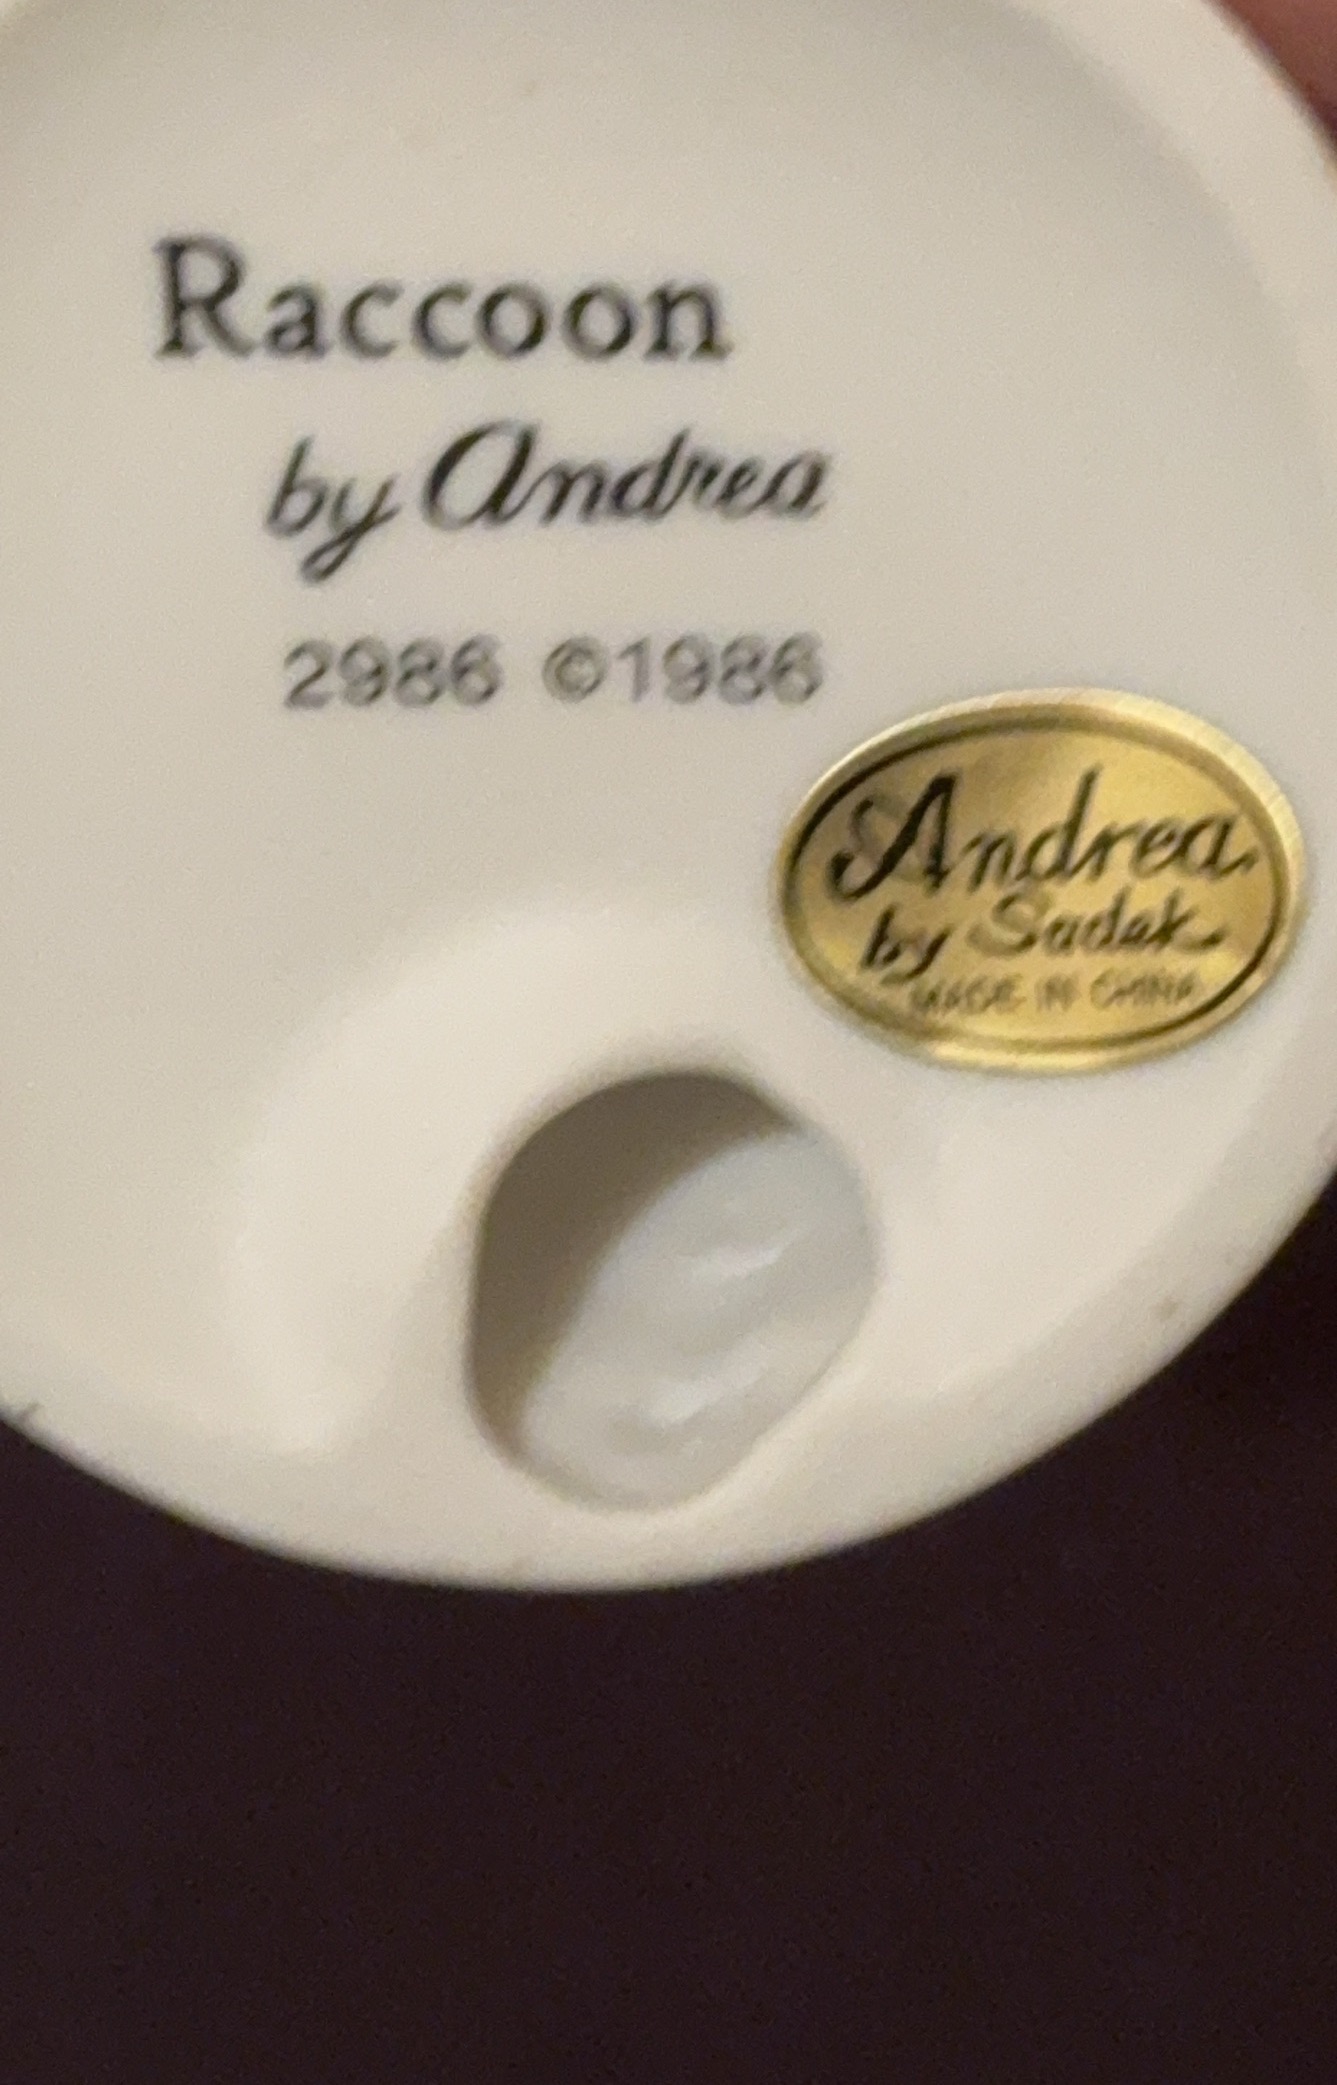 Raccoon
by Andrea
2986 ©1986
Andrea
by Sadek
MADE IN CHINA